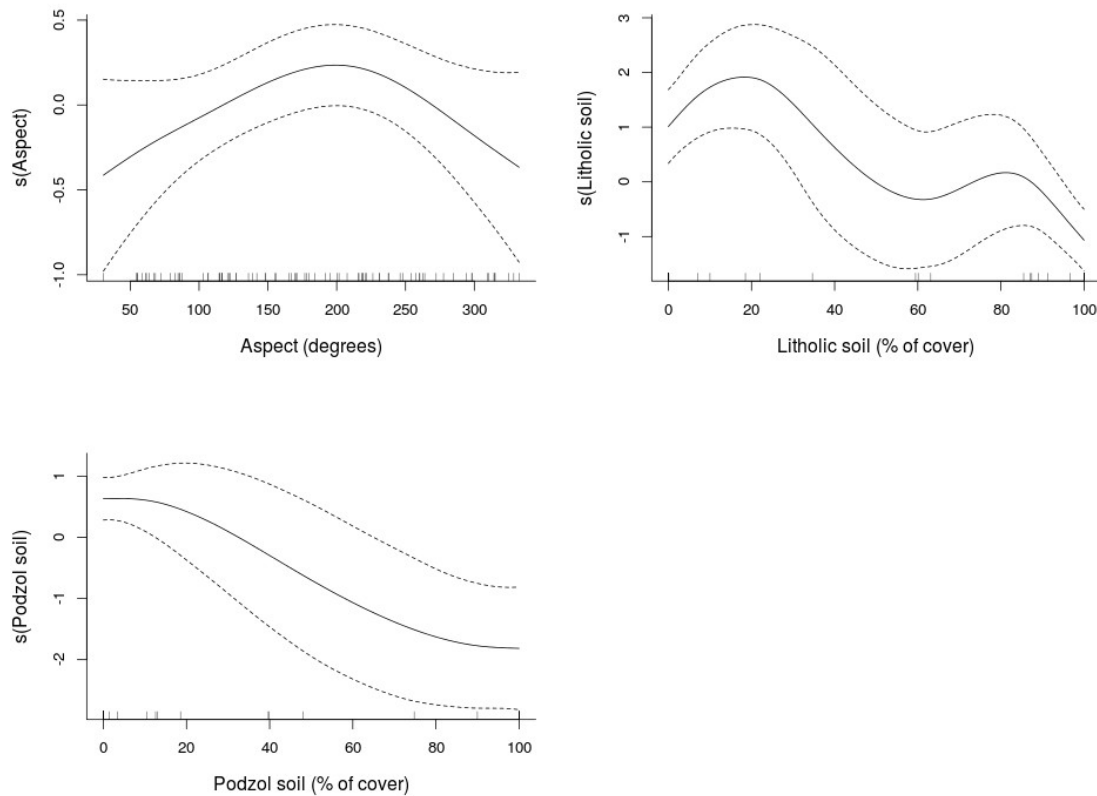 s(Aspect)
0.5
0.0
-0.5
-1.0
50 100 150 200 250 300
Aspect (degrees)
s(Litholic soil)
3
2
1
0
-1
0 20 40 60 80 100
Litholic soil (% of cover)
s(Podzol soil)
1
0
-1
-2
0 20 40 60 80 100
Podzol soil (% of cover)